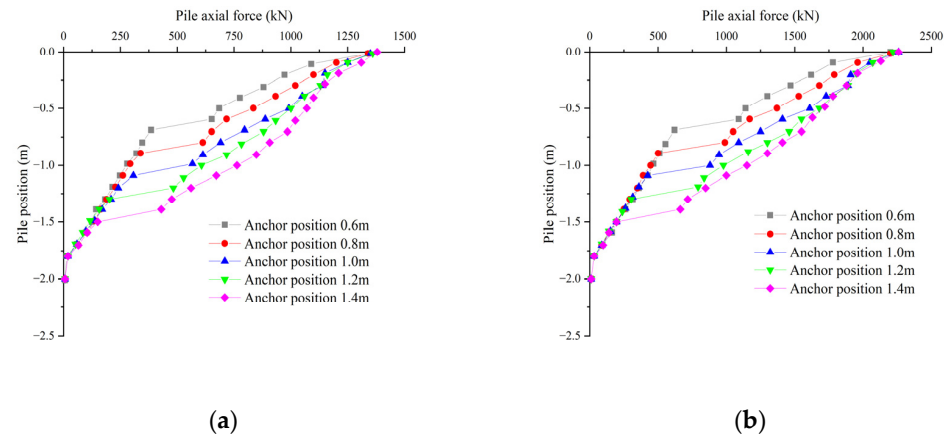 Pile axial force (kN)
0 250 500 750 1000 1250 1500
Pile position (m)
0.0
−0.5
−1.0
−1.5
−2.0
−2.5
Anchor position 0.6m
Anchor position 0.8m
Anchor position 1.0m
Anchor position 1.2m
Anchor position 1.4m
(a)
Pile axial force (kN)
0 500 1000 1500 2000 2500
Pile position (m)
0.0
−0.5
−1.0
−1.5
−2.0
−2.5
Anchor position 0.6m
Anchor position 0.8m
Anchor position 1.0m
Anchor position 1.2m
Anchor position 1.4m
(b)